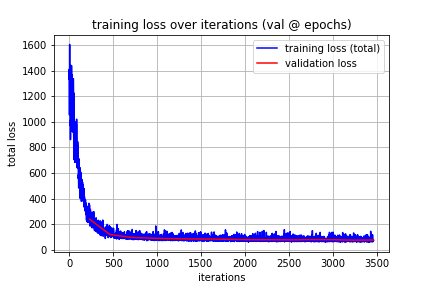 training loss over iterations (val @ epochs)
training loss (total)
validation loss
total loss
1600
1400
1200
1000
800
600
400
200
0
0 500 1000 1500 2000 2500 3000 3500
iterations